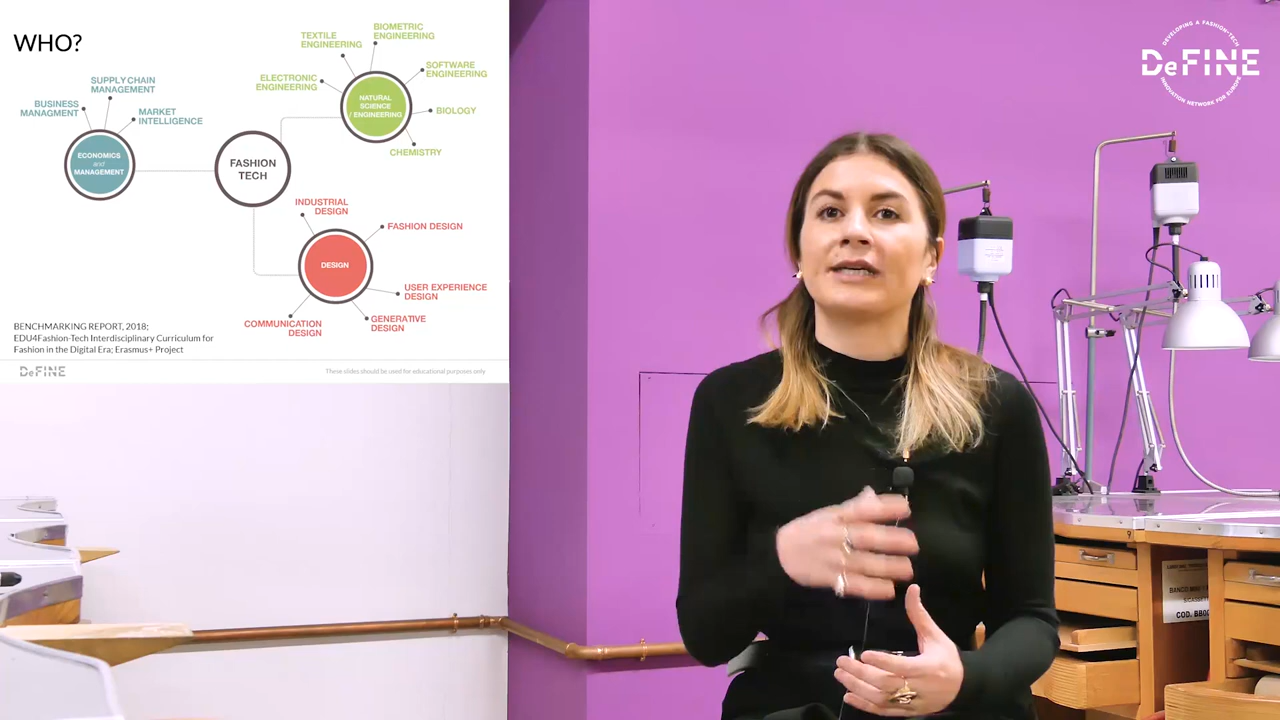 WHO?
SUPPLY CHAIN
MANAGEMENT
BUSINESS
MANAGMENT
MARKET
INTELLIGENCE
ECONOMICS
and
MANAGEMENT
FASHION
TECH
TEXTILE
ENGINEERING
BIOMETRIC
ENGINEERING
ELECTRONIC
ENGINEERING
SOFTWARE
ENGINEERING
NATURAL
SCIENCE
/ ENGINEERING
BIOLOGY
CHEMISTRY
INDUSTRIAL
DESIGN
FASHION DESIGN
DESIGN
USER EXPERIENCE
DESIGN
GENERATIVE
DESIGN
COMMUNICATION
DESIGN
BENCHMARKING REPORT, 2018;
EDU4Fashion-Tech Interdisciplinary Curriculum for
Fashion in the Digital Era; Erasmus+ Project
DeFINE
These slides should be used for educational purposes only
DEVELOPING A FASHION-TECH
DeFINE
INNOVATION NETWORK FOR EUROPE
COD.